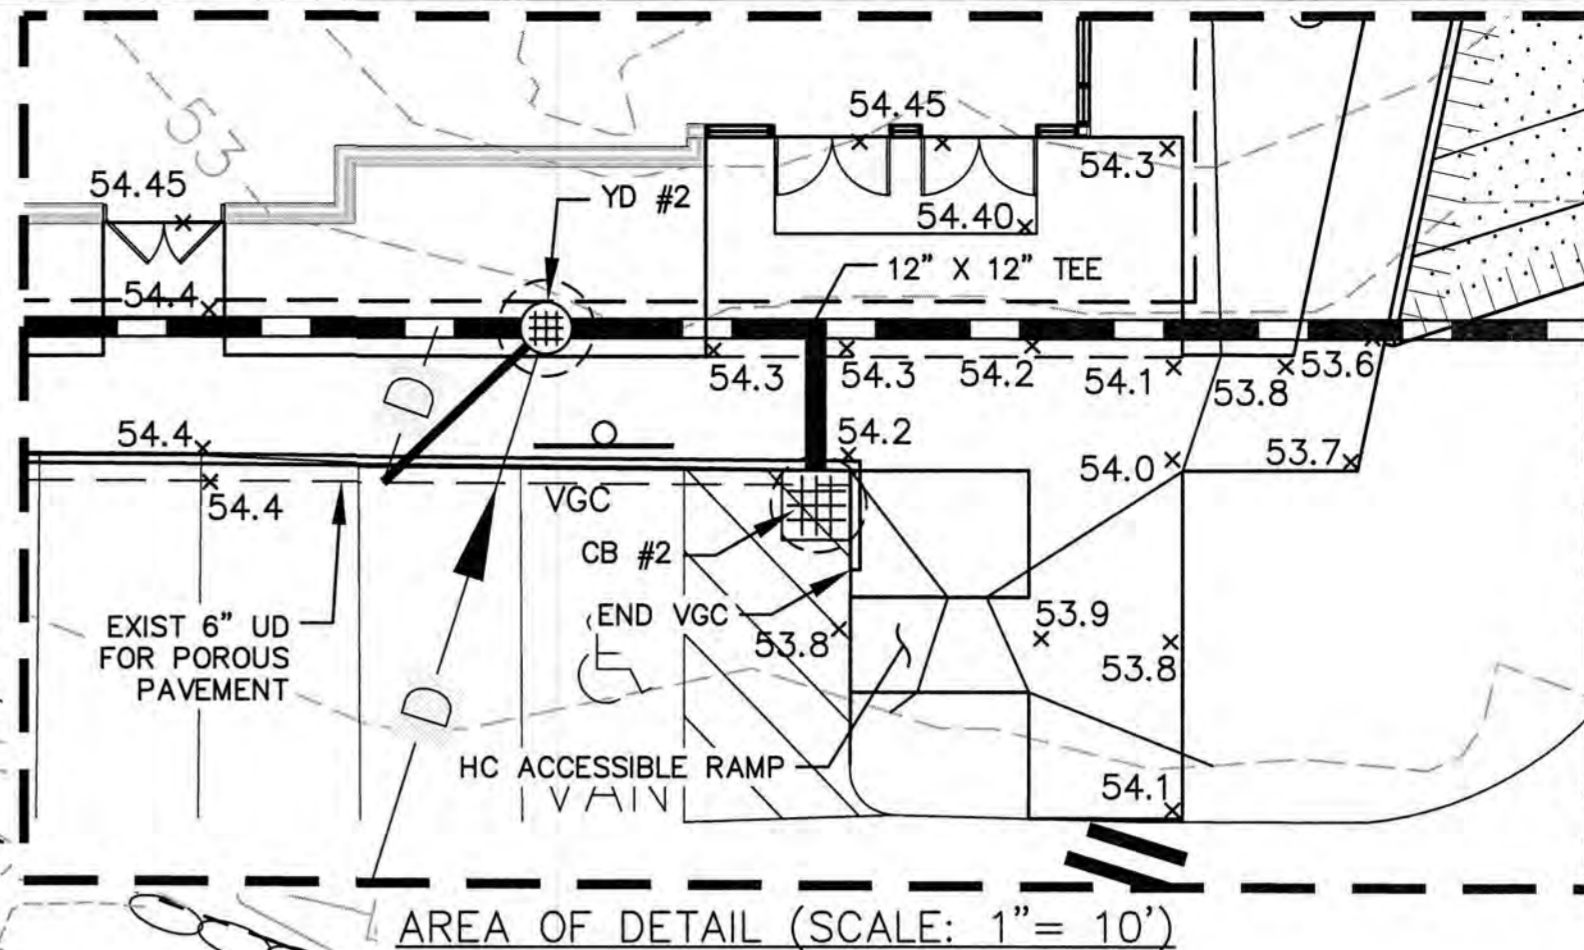 53
54.45
54.45
54.3
YD #2
54.40
12" X 12" TEE
54.4
D
54.3
54.3
54.2
54.1
53.8
53.6
54.4
54.2
54.0
53.7
54.4
VGC
CB #2
END VGC
53.9
EXIST 6" UD
FOR POROUS
PAVEMENT
53.8
53.8
D
HC ACCESSIBLE RAMP
VAN
54.1
AREA OF DETAIL (SCALE: 1"= 10')